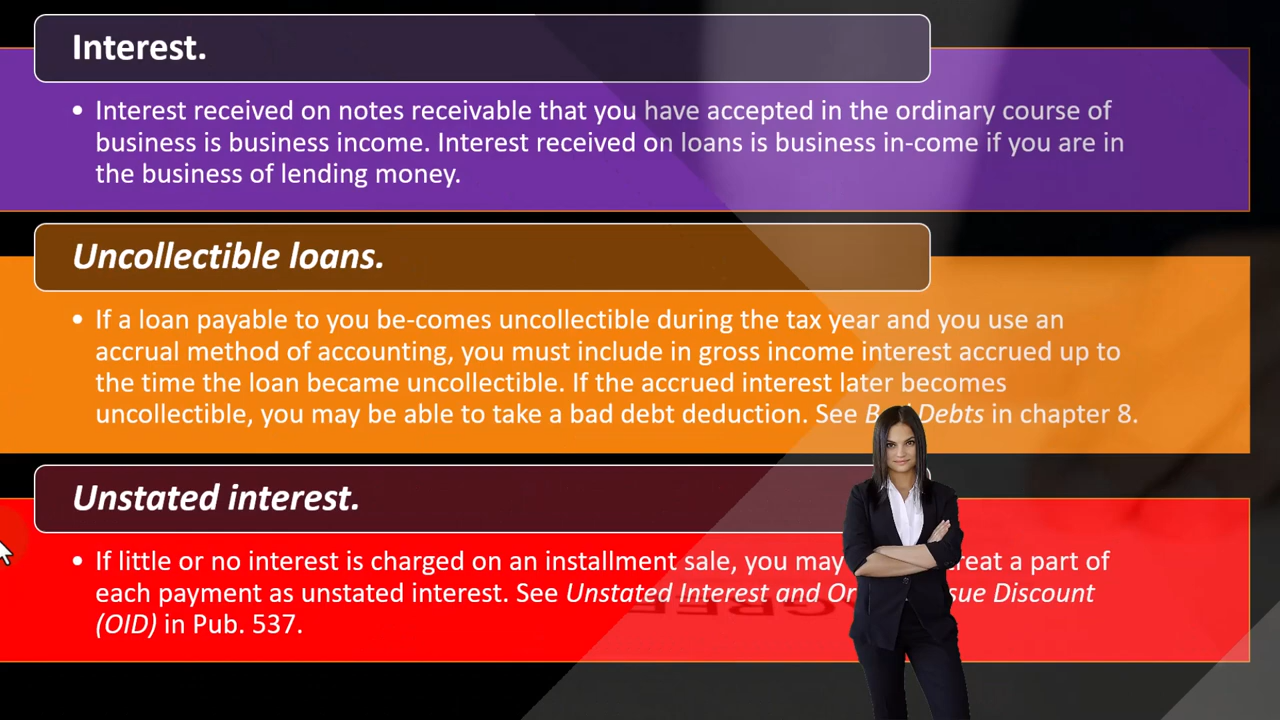 Interest.
• Interest received on notes receivable that you have accepted in the ordinary course of
business is business income. Interest received on loans is business in-come if you are in
the business of lending money.
Uncollectible loans.
• If a loan payable to you be-comes uncollectible during the tax year and you use an
accrual method of accounting, you must include in gross income interest accrued up to
the time the loan became uncollectible. If the accrued interest later becomes
uncollectible, you may be able to take a bad debt deduction. See Debts in chapter 8.
Unstated interest.
• If little or no interest is charged on an installment sale, you may a part of
each payment as unstated interest. See Unstated Interest and Discount
(OID) in Pub. 537.